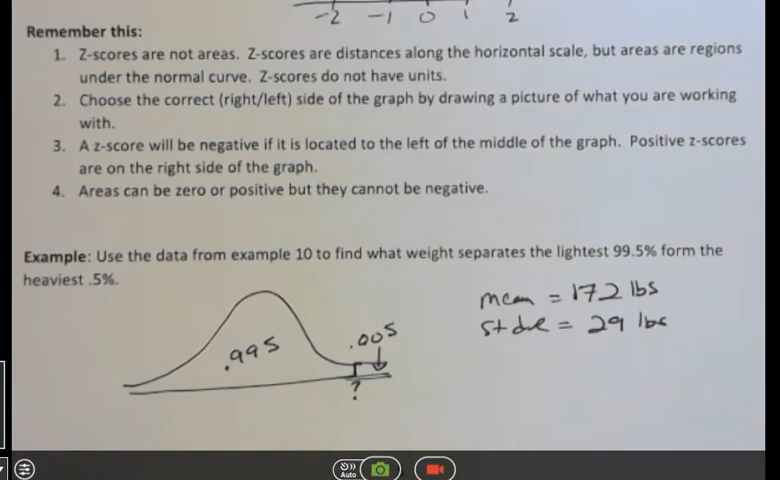 -2 -1 0 1 2
Remember this:
1. Z-scores are not areas. Z-scores are distances along the horizontal scale, but areas are regions
under the normal curve. Z-scores do not have units.
2. Choose the correct (right/left) side of the graph by drawing a picture of what you are working
with.
3. A z-score will be negative if it is located to the left of the middle of the graph. Positive z-scores
are on the right side of the graph.
4. Areas can be zero or positive but they cannot be negative.
Example: Use the data from example 10 to find what weight separates the lightest 99.5% form the
heaviest .5%.
mean = 172 lbs
st de = 29 lbs
.995 .005
?
Auto